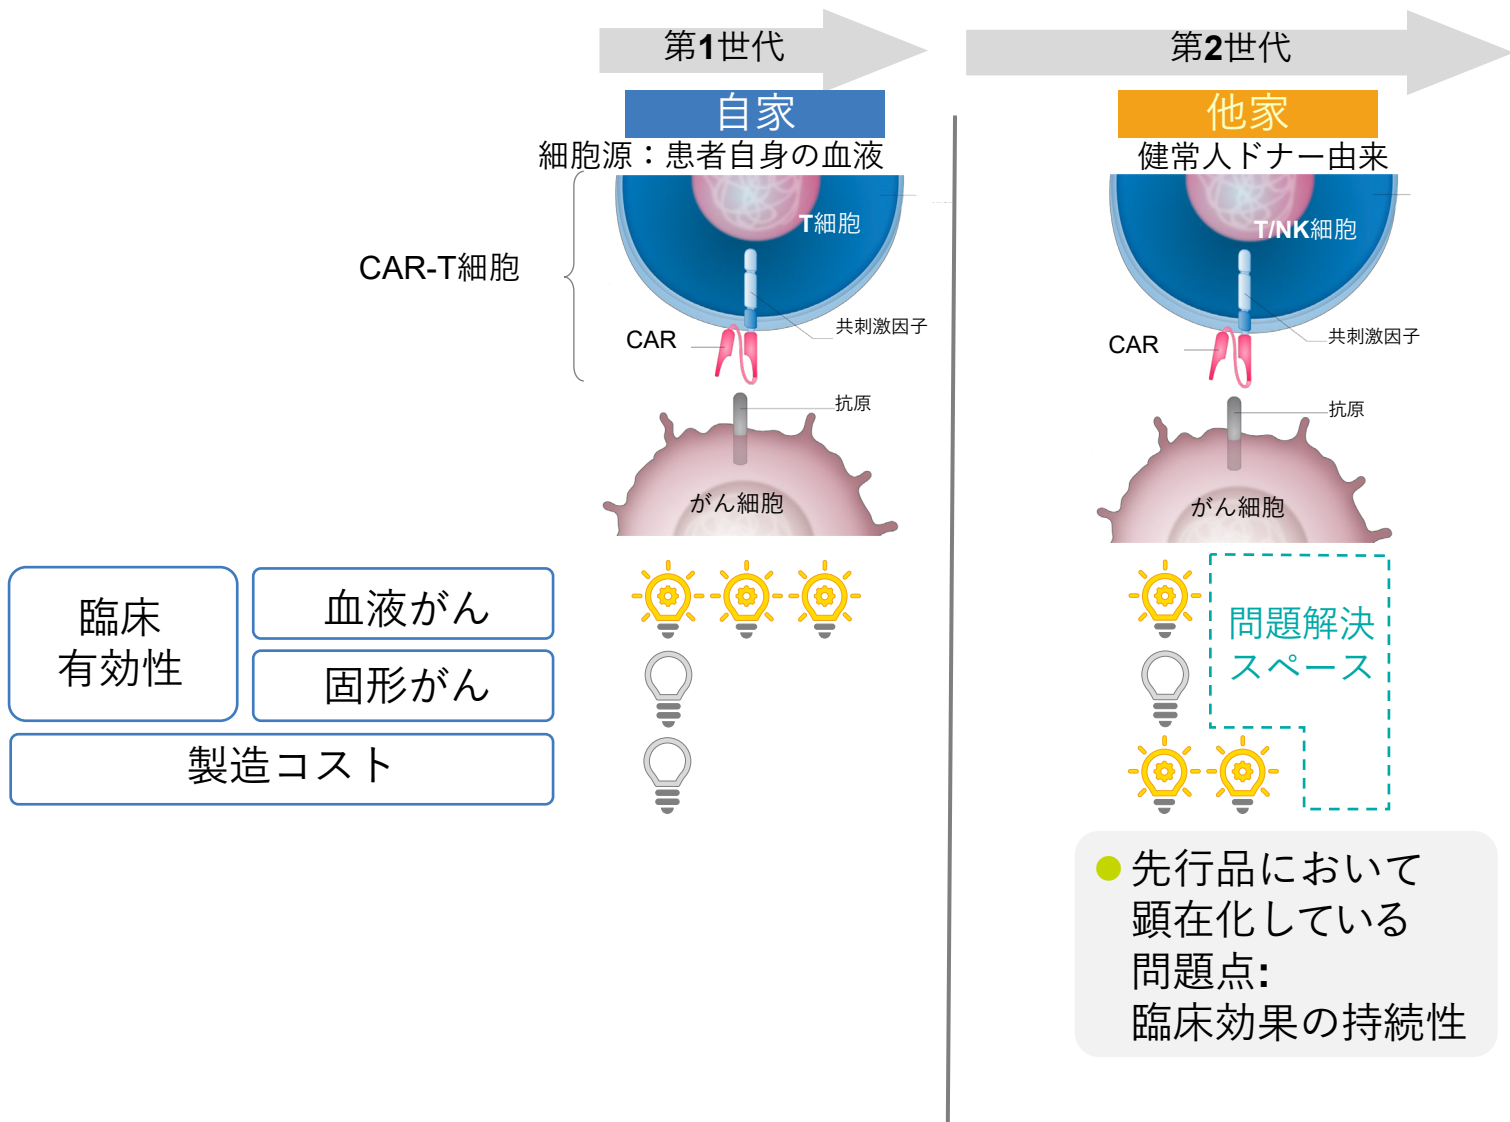 第1世代
自家
細胞源：患者自身の血液
CAR-T細胞
T細胞
共刺激因子
CAR
抗原
がん細胞
第2世代
他家
健常人ドナー由来
T/NK細胞
共刺激因子
CAR
抗原
がん細胞
臨床
有効性
血液がん
固形がん
製造コスト
問題解決
スペース
先行品において
顕在化している
問題点:
臨床効果の持続性